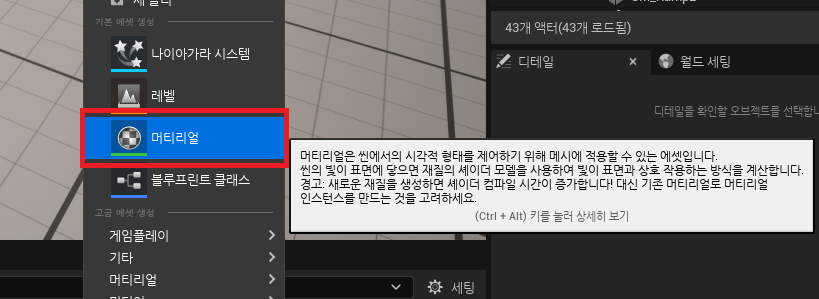 기본 에셋 생성
나이아가라 시스템
레벨
머티리얼
블루프린트 클래스
고급 에셋 생성
게임플레이
기타
머티리얼
43개 액터(43개 로드됨)
디테일
월드 세팅
디테일을 확인할 오브젝트를 선택합
머티리얼은 씬에서의 시각적 형태를 제어하기 위해 메시에 적용할 수 있는 에셋입니다.
씬의 빛이 표면에 닿으면 재질의 셰이더 모델을 사용하여 빛이 표면과 상호 작용하는 방식을 계산합니다.
경고: 새로운 재질을 생성하면 셰이더 컴파일 시간이 증가합니다! 대신 기존 머티리얼로 머티리얼
인스턴스를 만드는 것을 고려하세요.
(Ctrl + Alt) 키를 눌러 상세히 보기
세팅